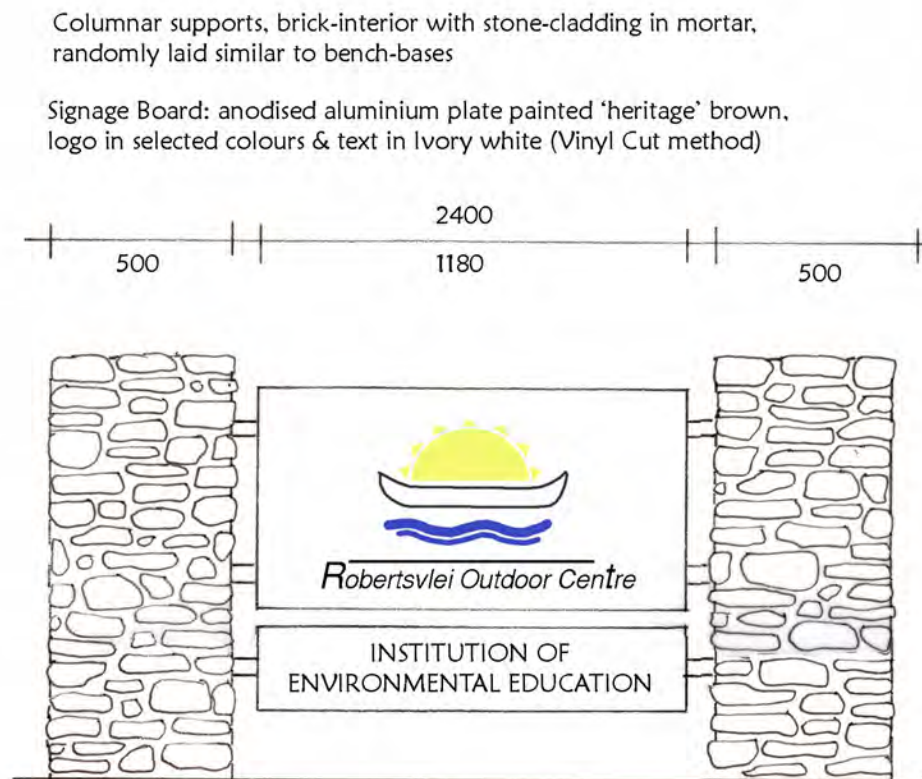 Columnar supports, brick-interior with stone-cladding in mortar,
randomly laid similar to bench-bases
Signage Board: anodised aluminium plate painted ‘heritage’ brown,
logo in selected colours & text in Ivory white (Vinyl Cut method)
2400
500 1180 500
Robertsvlei Outdoor Centre
INSTITUTION OF
ENVIRONMENTAL EDUCATION